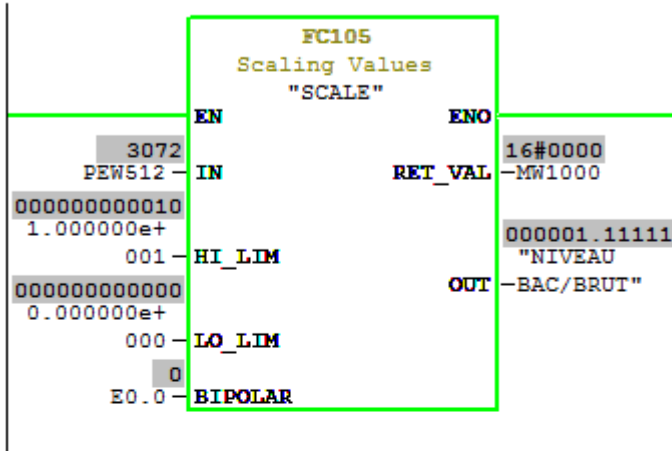 FC105
Scaling Values
"SCALE"
EN
ENO
3072
PEW512
IN
16#0000
RET_VAL
MW1000
000000000010
1.000000e+
001
HI_LIM
000001.11111
"NIVEAU
OUT
BAC/BRUT"
000000000000
0.000000e+
000
LO_LIM
0
E0.0
BIPOLAR